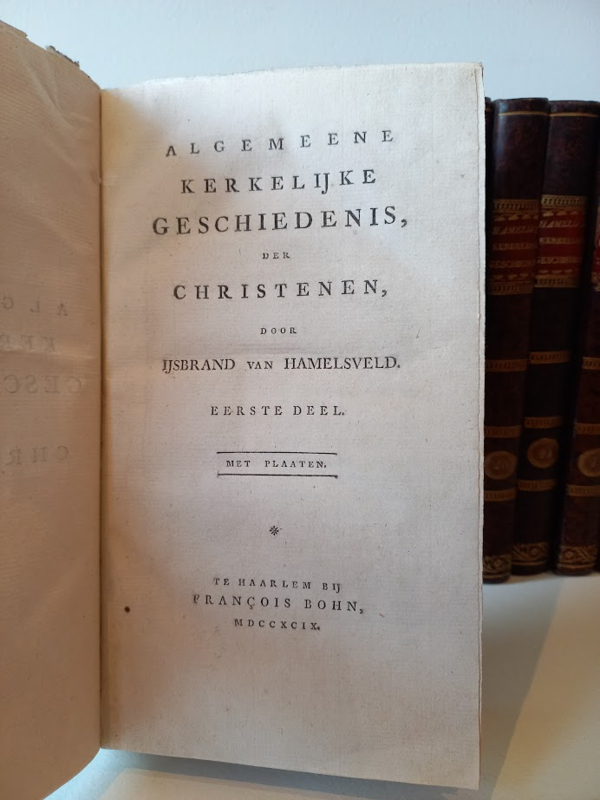 ALGEMEENE
KERKELIJKE
GESCHIEDENIS,
DER
CHRISTENEN,
DOOR
IJSBRAND VAN HAMELSVELD.
EERSTE DEEL.
MET PLAATEN.
TE HAARLEM BIJ
FRANÇOIS BOHN,
MDCCXCIX.